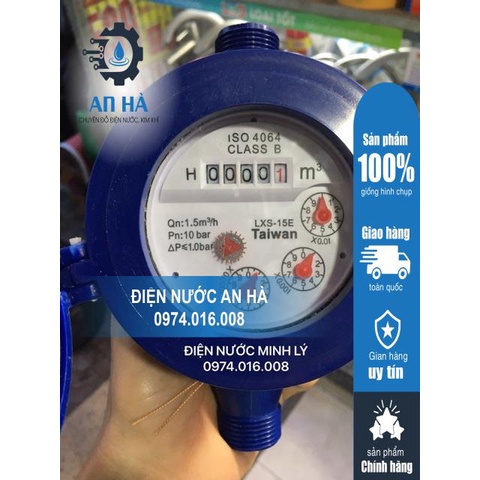 AN HÀ
CHUYÊN ĐỒ ĐIỆN NƯỚC, KIM KHÍ
LOẠI TỐT
ISO 4064
CLASS B
H 00001 m³
Qn:1.5m³/h
Pn:10 bar
△P≤1.0bar
LXS-15E
Taiwan
X0.01
X0.001
ĐIỆN NƯỚC AN HÀ
0974.016.008
ĐIỆN NƯỚC MINH LÝ
0974.016.008
Sản phẩm
100%
giống hình chụp
Giao hàng
toàn quốc
Gian hàng
uy tín
sản phẩm
Chính hãng